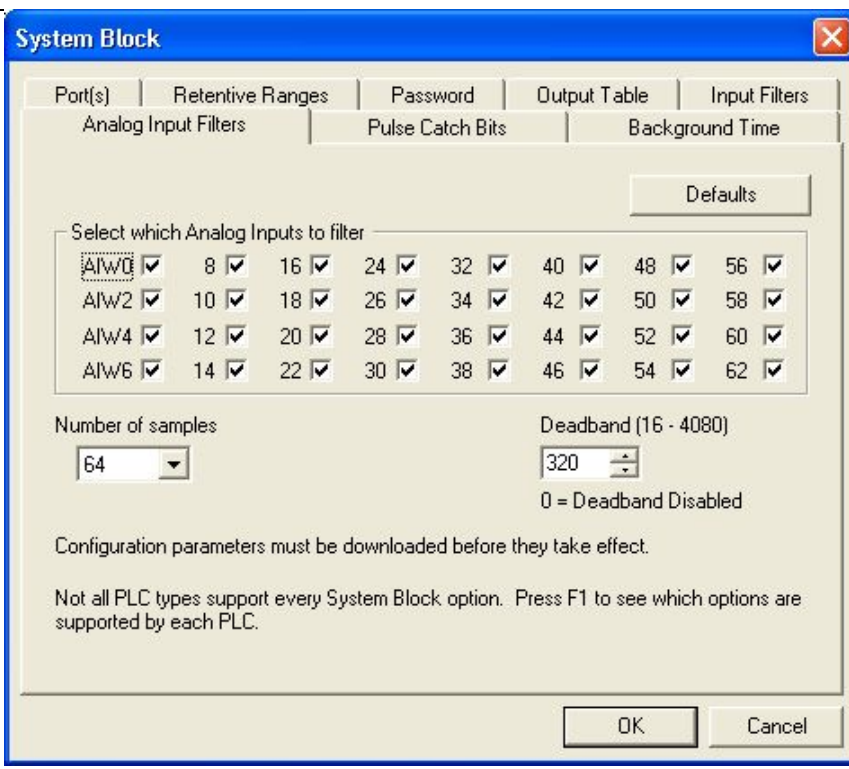 System Block
Port(s) Retentive Ranges Password Output Table Input Filters
Analog Input Filters Pulse Catch Bits Background Time
Defaults
Select which Analog Inputs to filter
AIW0 8 16 24 32 40 48 56
AIW2 10 18 26 34 42 50 58
AIW4 12 20 28 36 44 52 60
AIW6 14 22 30 38 46 54 62
Number of samples Deadband (16 - 4080)
64 320
0 = Deadband Disabled
Configuration parameters must be downloaded before they take effect.
Not all PLC types support every System Block option. Press F1 to see which options are
supported by each PLC.
OK Cancel